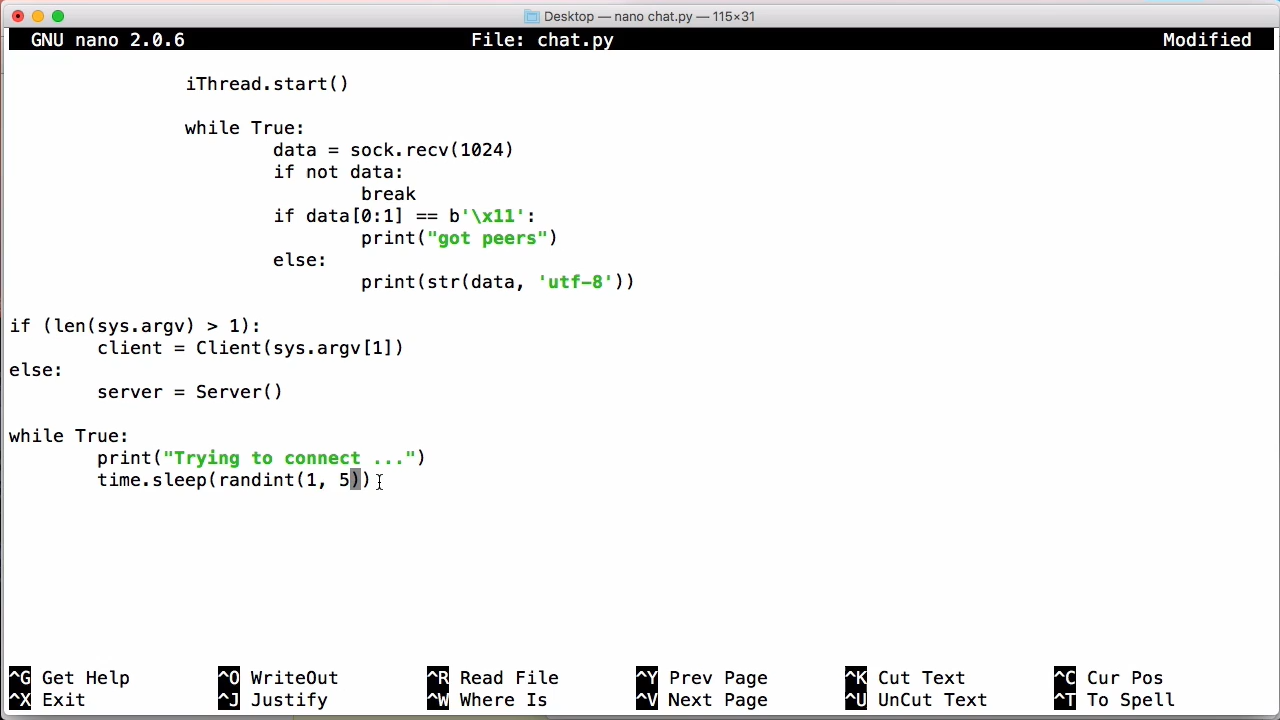 Desktop — nano chat.py — 115×31
GNU nano 2.0.6 File: chat.py Modified
iThread.start()
while True:
data = sock.recv(1024)
if not data:
break
if data[0:1] == b'\x11':
print("got peers")
else:
print(str(data, 'utf-8'))
if (len(sys.argv) > 1):
client = Client(sys.argv[1])
else:
server = Server()
while True:
print("Trying to connect ...")
time.sleep(randint(1, 5))
^G Get Help ^O WriteOut ^R Read File ^Y Prev Page ^K Cut Text ^C Cur Pos
^X Exit ^J Justify ^W Where Is ^V Next Page ^U UnCut Text ^T To Spell